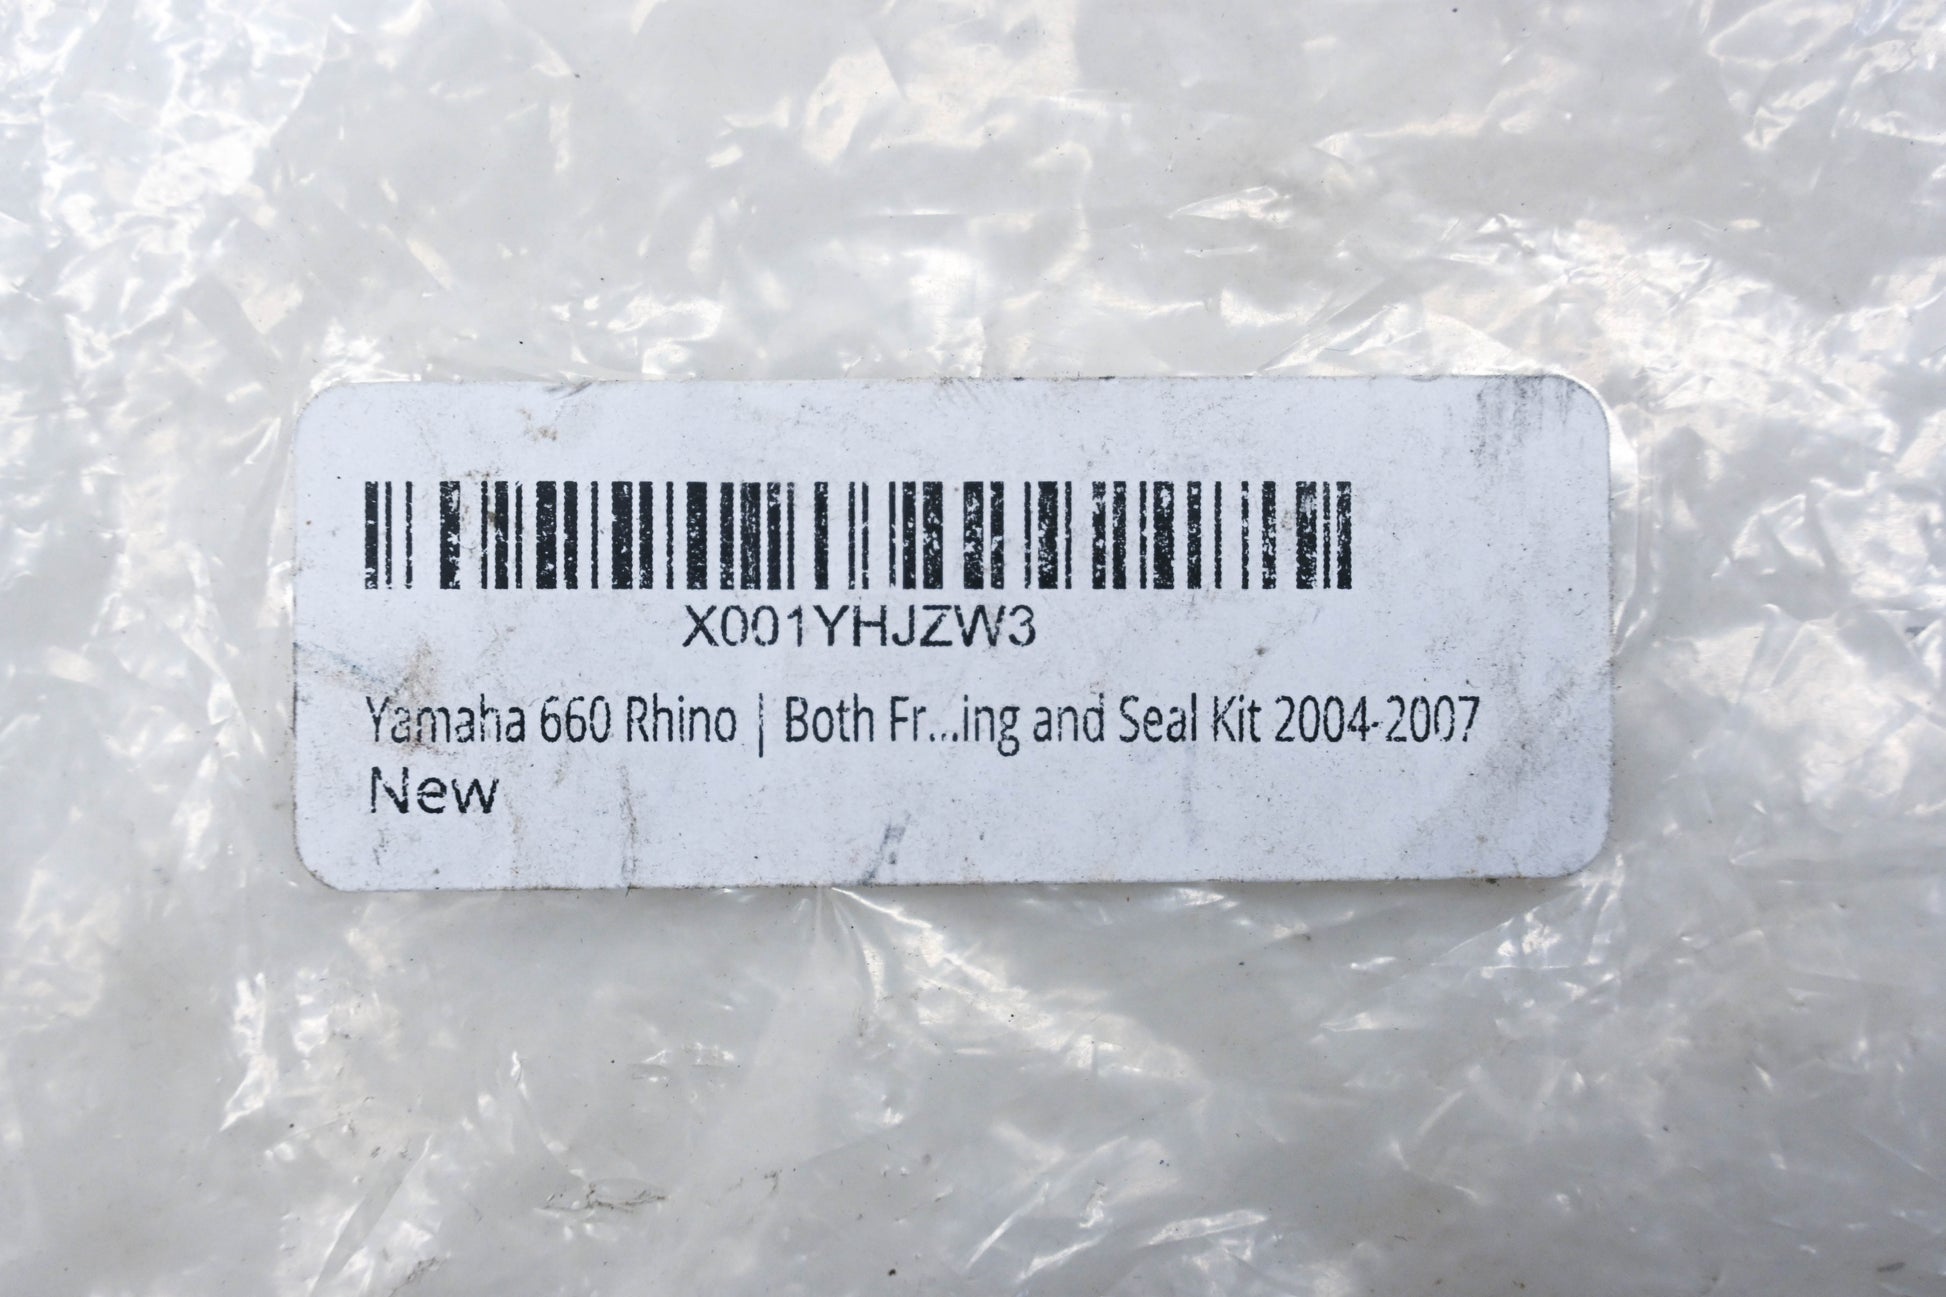 X001YHJZW3
Yamaha 660 Rhino | Both Fr...ing and Seal Kit 2004-2007
New